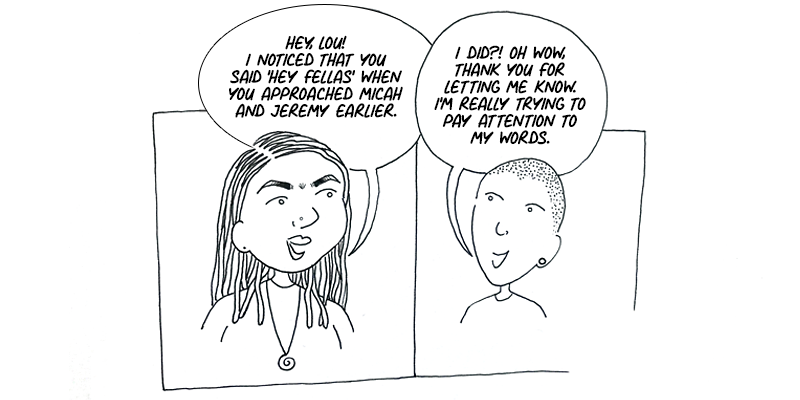 HEY, LOU!
I NOTICED THAT YOU
SAID 'HEY FELLAS' WHEN
YOU APPROACHED MICAH
AND JEREMY EARLIER.
I DID?! OH WOW,
THANK YOU FOR
LETTING ME KNOW.
I'M REALLY TRYING TO
PAY ATTENTION TO
MY WORDS.